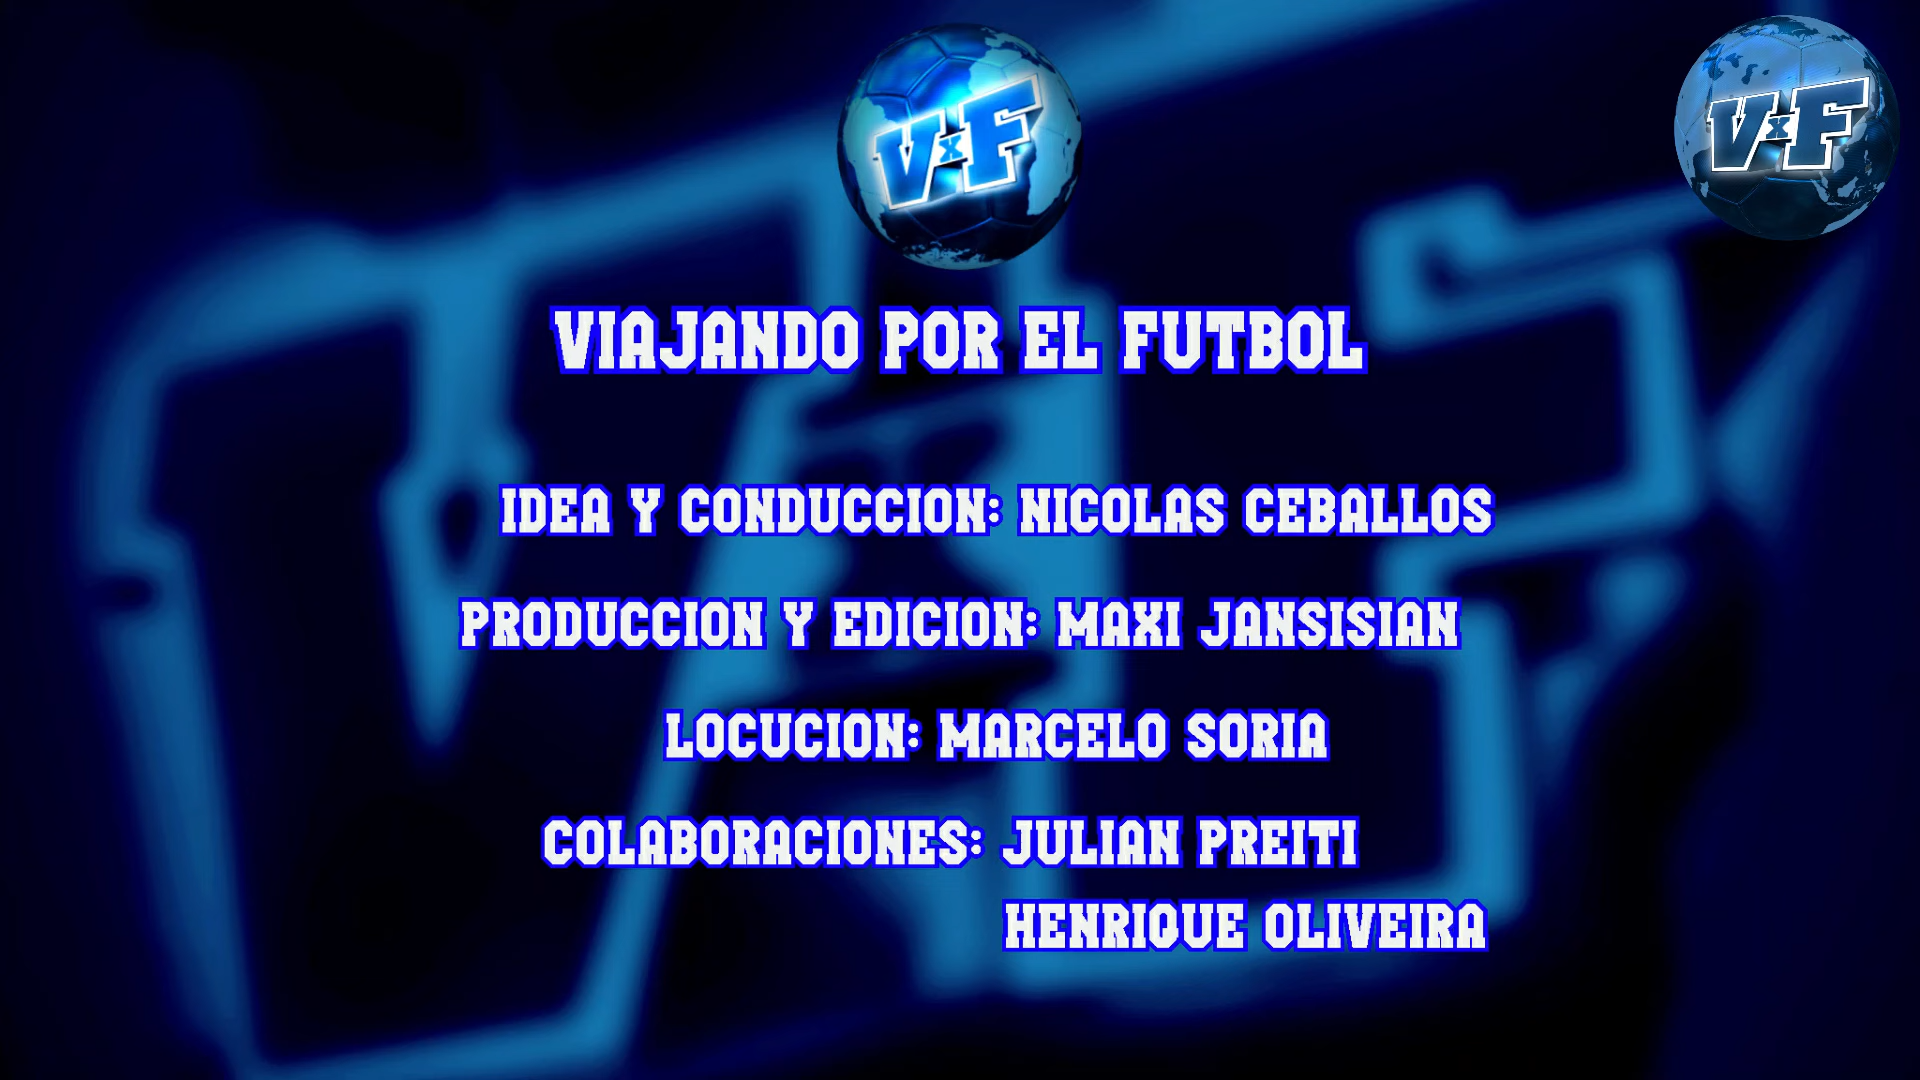 VxF
VxF
VIAJANDO POR EL FUTBOL
IDEA Y CONDUCCION: NICOLAS CEBALLOS
PRODUCCION Y EDICION: MAXI JANSISIAN
LOCUCION: MARCELO SORIA
COLABORACIONES: JULIAN PREITI
HENRIQUE OLIVEIRA